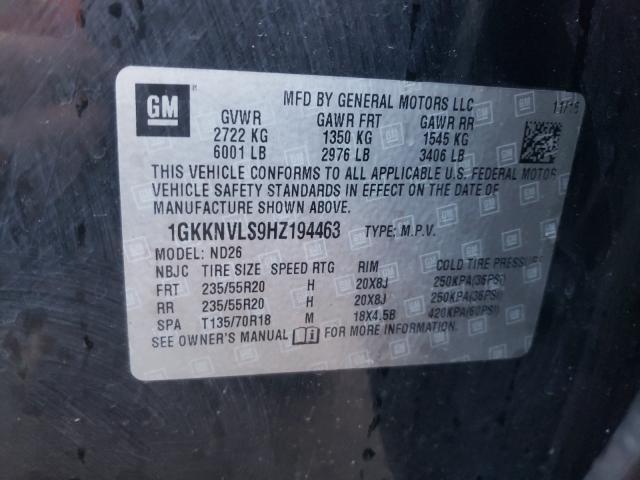 GM
MFD BY GENERAL MOTORS LLC 11/16
GVWR GAWR FRT GAWR RR
2722 KG 1350 KG 1545 KG
6001 LB 2976 LB 3406 LB
THIS VEHICLE CONFORMS TO ALL APPLICABLE U.S. FEDERAL MOTOR
VEHICLE SAFETY STANDARDS IN EFFECT ON THE DATE OF
MANUFACTURE SHOWN ABOVE.
1GKKNVLS9HZ194463 TYPE: M.P.V.
MODEL: ND26
NBJC TIRE SIZE SPEED RTG RIM COLD TIRE PRESSURE
FRT 235/55R20 H 20X8J 250KPA(36PSI)
RR 235/55R20 H 20X8J 250KPA(36PSI)
SPA T135/70R18 M 18X4.5B 420KPA(60PSI)
SEE OWNER'S MANUAL FOR MORE INFORMATION.